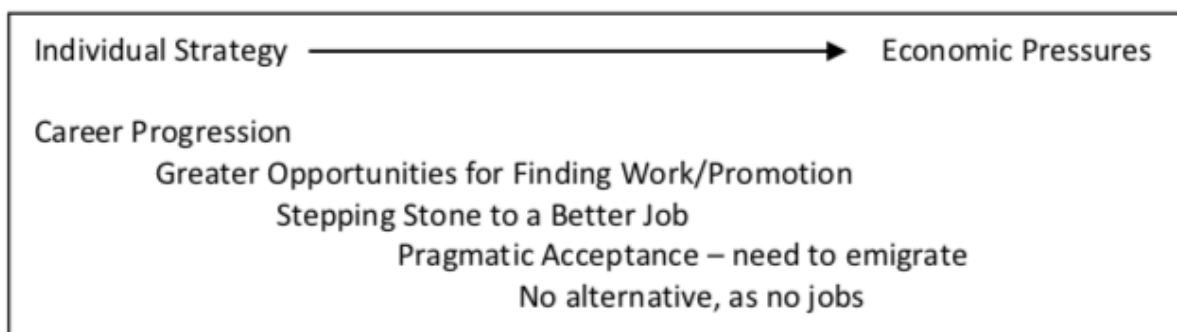 Individual Strategy Economic Pressures
Career Progression
Greater Opportunities for Finding Work/Promotion
Stepping Stone to a Better Job
Pragmatic Acceptance – need to emigrate
No alternative, as no jobs